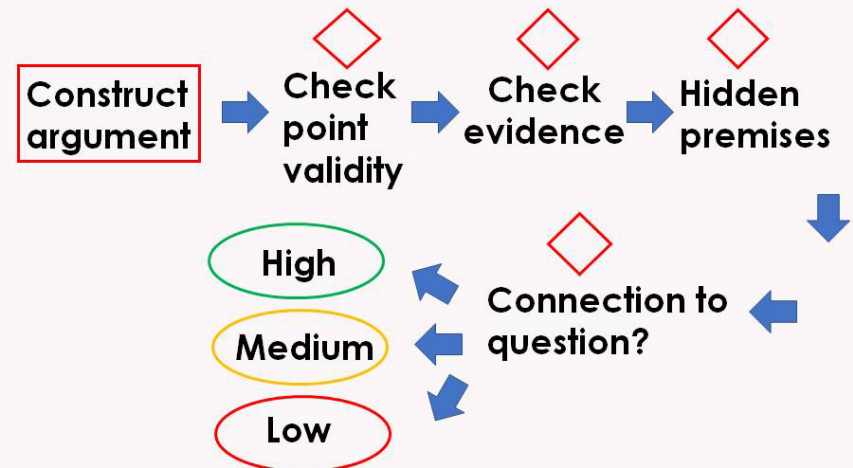 Construct
argument
Check
point
validity
Check
evidence
Hidden
premises
Connection to
question?
High
Medium
Low